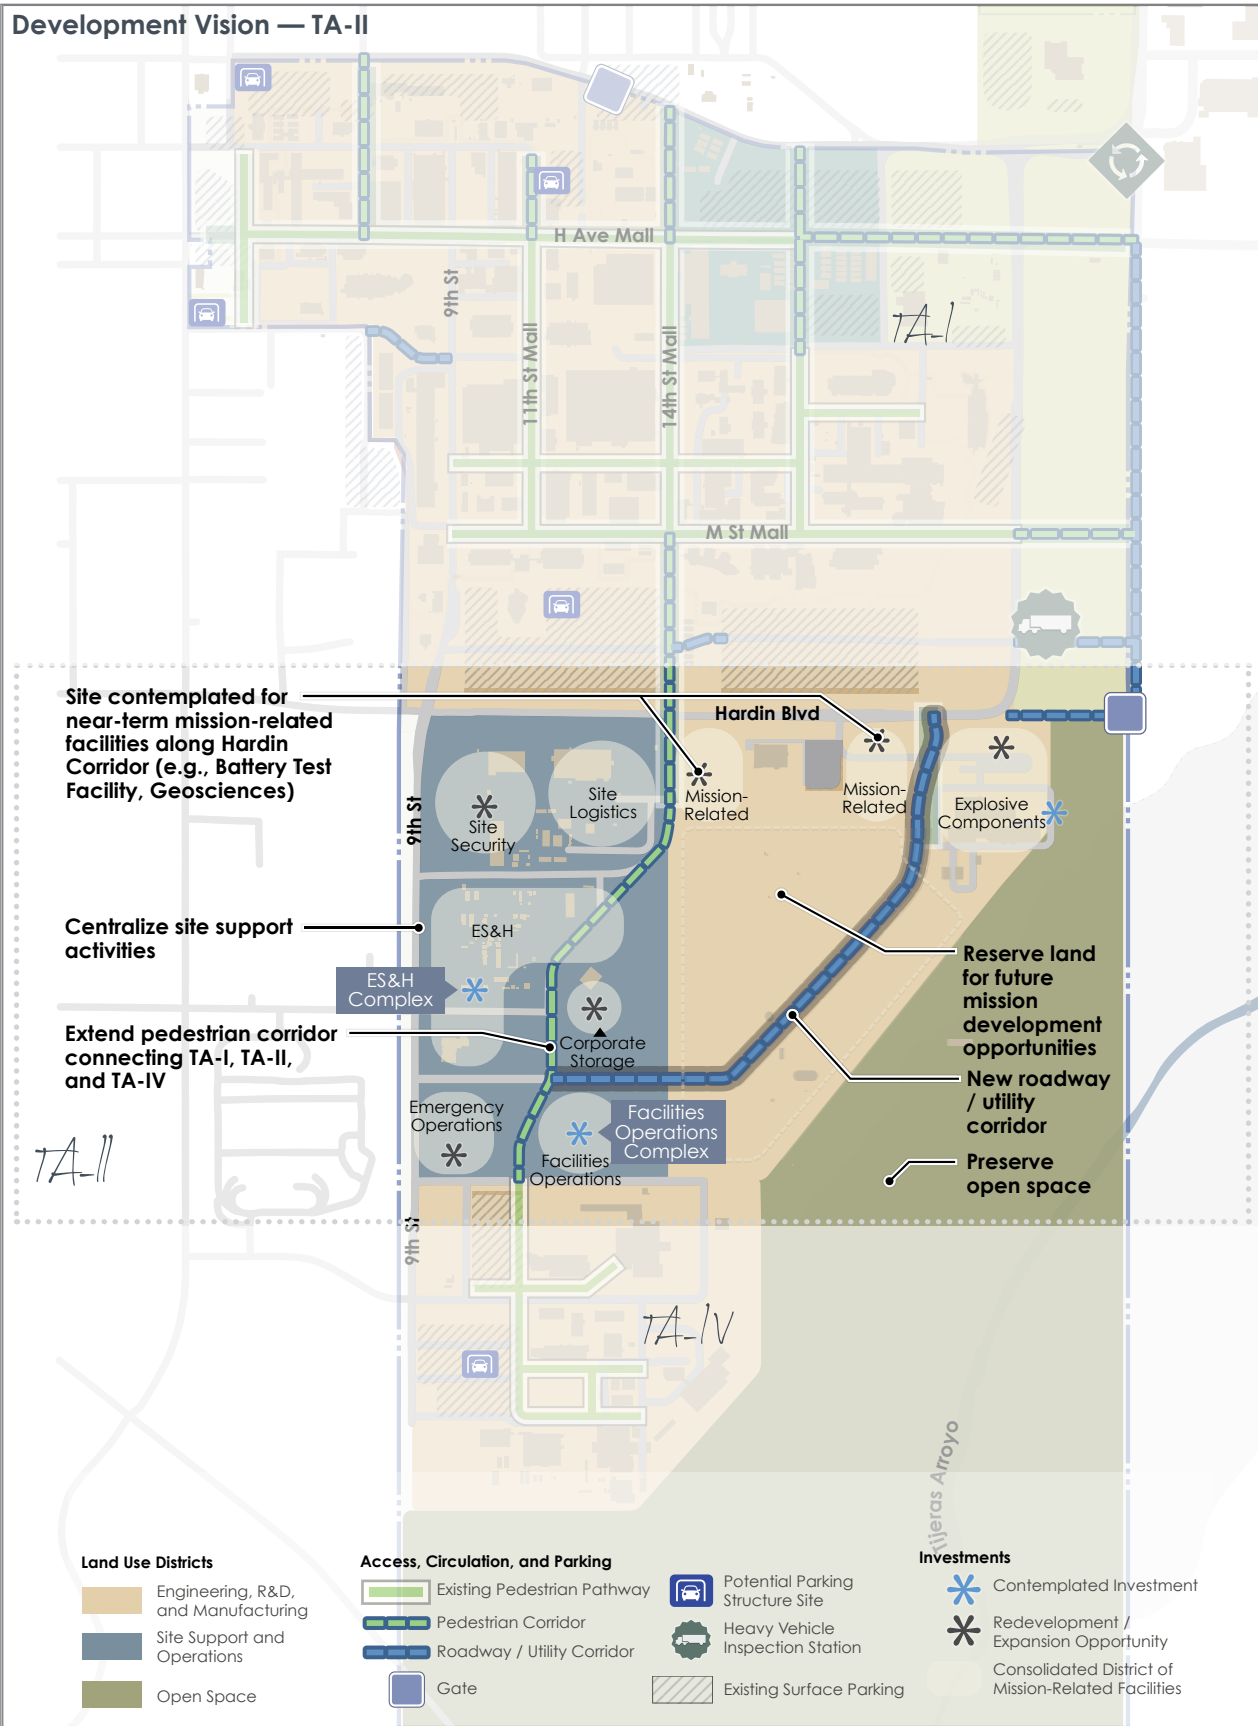 Development Vision — TA-II
H Ave Mall
9th St
11th St Mall
14th St Mall
TA-I
M St Mall
Site contemplated for
near-term mission-related
facilities along Hardin
Corridor (e.g., Battery Test
Facility, Geosciences)
Hardin Blvd
Mission-
Related
Mission-
Related
Explosive
Components
Site
Logistics
Site
Security
9th St
Centralize site support
activities
ES&H
ES&H
Complex
Reserve land
for future
mission
development
opportunities
Extend pedestrian corridor
connecting TA-I, TA-II,
and TA-IV
Corporate
Storage
New roadway
/ utility
corridor
Emergency
Operations
Facilities
Operations
Complex
Facilities
Operations
TA-II
Preserve
open space
9th St
TA-IV
Tijeras Arroyo
Land Use Districts
Engineering, R&D,
and Manufacturing
Site Support and
Operations
Open Space
Access, Circulation, and Parking
Existing Pedestrian Pathway
Pedestrian Corridor
Roadway / Utility Corridor
Gate
Potential Parking
Structure Site
Heavy Vehicle
Inspection Station
Existing Surface Parking
Investments
Contemplated Investment
Redevelopment /
Expansion Opportunity
Consolidated District of
Mission-Related Facilities